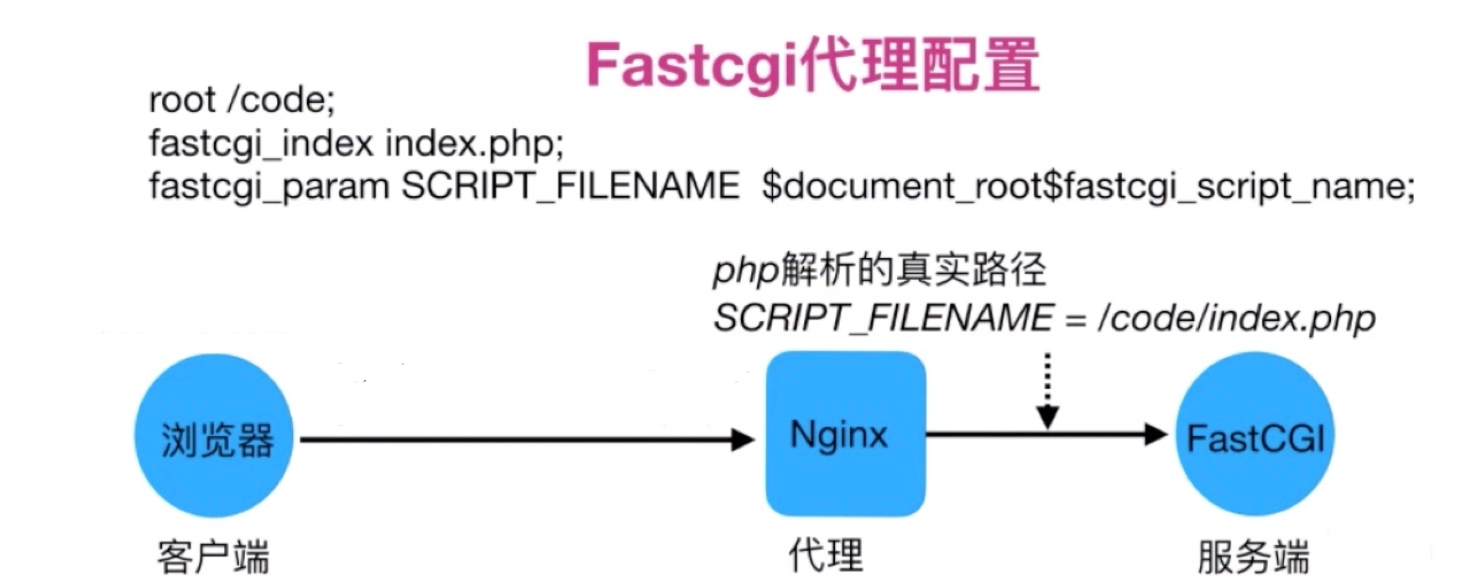 Fastcgi代理配置
root /code;
fastcgi_index index.php;
fastcgi_param SCRIPT_FILENAME  $document_root$fastcgi_script_name;
php解析的真实路径
SCRIPT_FILENAME = /code/index.php
浏览器
Nginx
FastCGI
客户端
代理
服务端